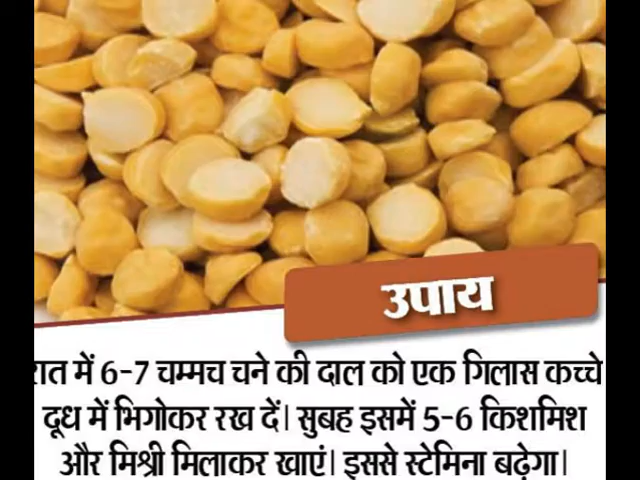 उपाय
रात में 6-7 चम्मच चने की दाल को एक गिलास कच्चे
दूध में भिगोकर रख दें। सुबह इसमें 5-6 किशमिश
और मिश्री मिलाकर खाएं। इससे स्टेमिना बढ़ेगा।